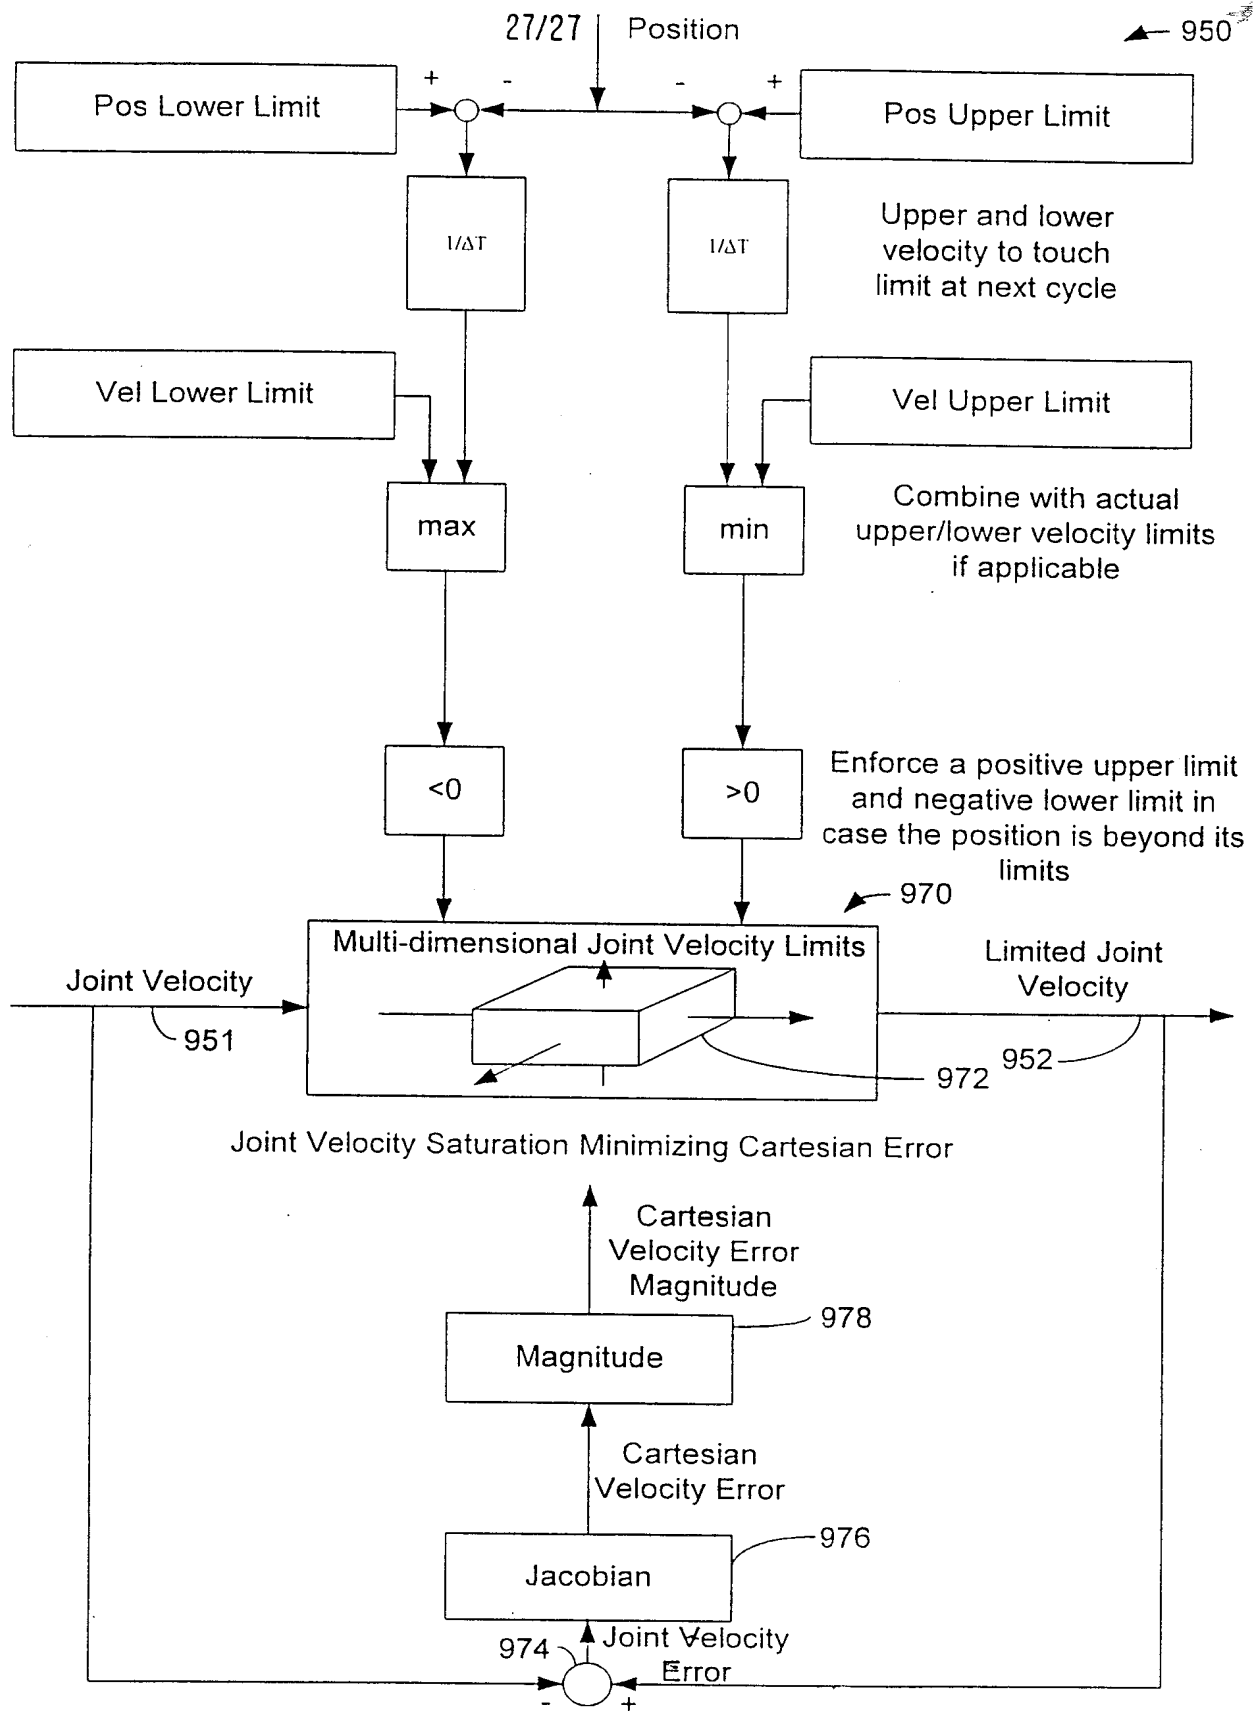 27/27
Position
950
+
-
-
+
Pos Lower Limit
Pos Upper Limit
1/ΔT
1/ΔT
Upper and lower
velocity to touch
limit at next cycle
Vel Lower Limit
Vel Upper Limit
max
min
Combine with actual
upper/lower velocity limits
if applicable
<0
>0
Enforce a positive upper limit
and negative lower limit in
case the position is beyond its
limits
970
Multi-dimensional Joint Velocity Limits
Joint Velocity
Limited Joint
Velocity
951
952
972
Joint Velocity Saturation Minimizing Cartesian Error
Cartesian
Velocity Error
Magnitude
978
Magnitude
Cartesian
Velocity Error
976
Jacobian
974
Joint Velocity
Error
-
+